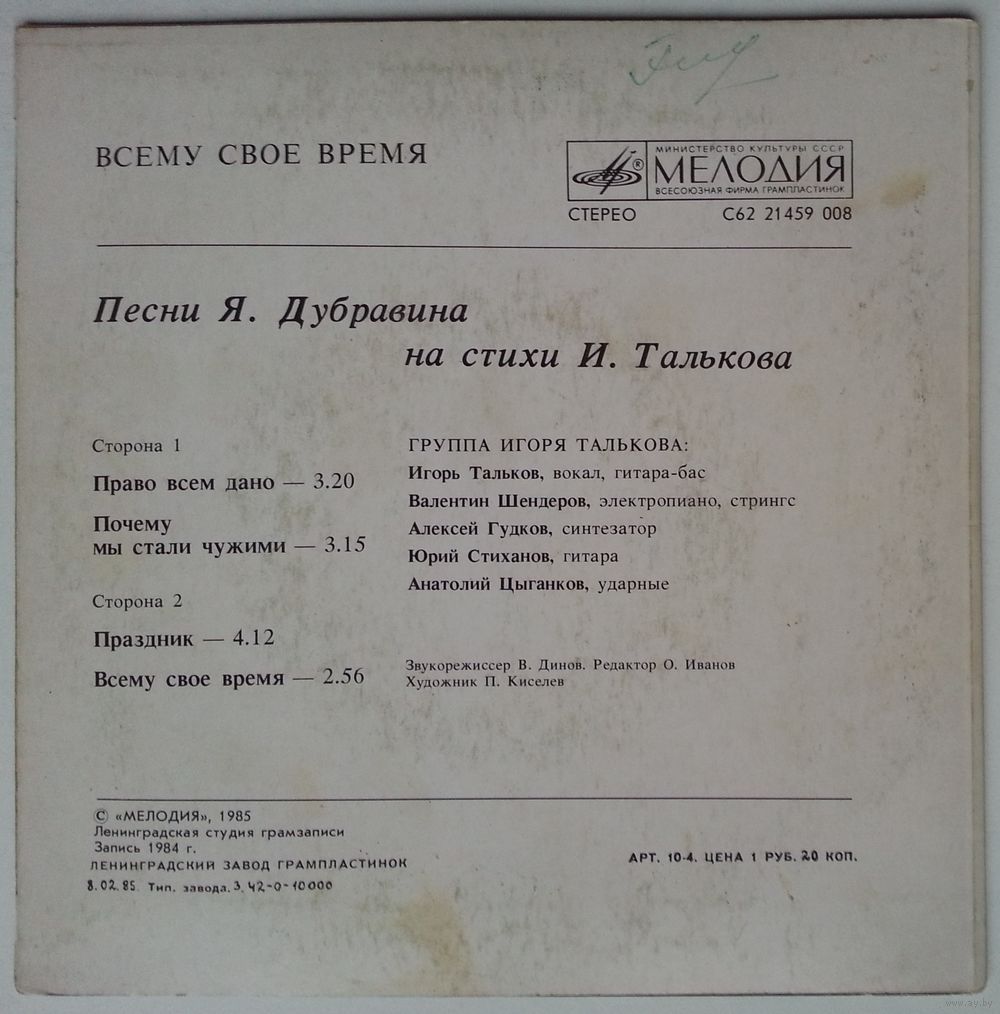 ВСЕМУ СВОЕ ВРЕМЯ
МИНИСТЕРСТВО КУЛЬТУРЫ СССР
МЕЛОДИЯ
®
ВСЕСОЮЗНАЯ ФИРМА ГРАМПЛАСТИНОК
СТЕРЕО С62 21459 008
Песни Я. Дубравина
на стихи И. Талькова
Сторона 1
Право всем дано — 3.20
Почему
мы стали чужими — 3.15
Сторона 2
Праздник — 4.12
Всему свое время — 2.56
ГРУППА ИГОРЯ ТАЛЬКОВА:
Игорь Тальков, вокал, гитара-бас
Валентин Шендеров, электропиано, стрингс
Алексей Гудков, синтезатор
Юрий Стиханов, гитара
Анатолий Цыганков, ударные
Звукорежиссер В. Динов. Редактор О. Иванов
Художник П. Киселев
© «МЕЛОДИЯ», 1985
Ленинградская студия грамзаписи
Запись 1984 г.
ЛЕНИНГРАДСКИЙ ЗАВОД ГРАМПЛАСТИНОК
8.02.85. Тип. завода. З. 42-0-10000
АРТ. 10-4. ЦЕНА 1 РУБ. 20 КОП.
www.ay.by